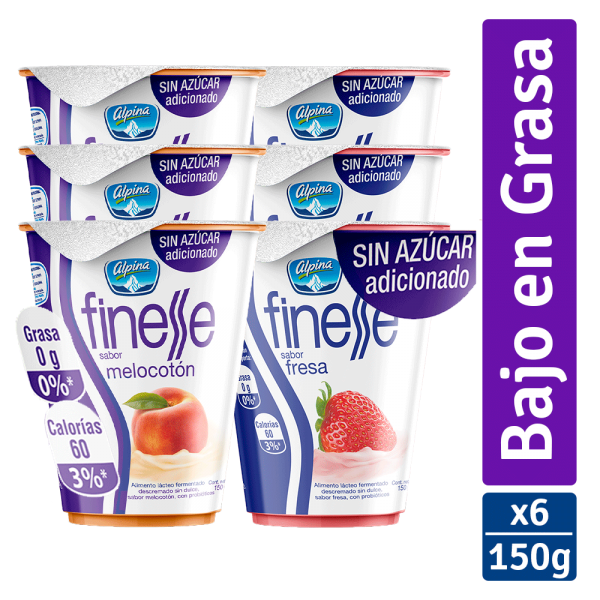 SIN AZÚCAR
adicionado
Alpina
SIN AZÚCAR
adicionado
Alpina
SIN AZÚCAR
adicionado
Alpina
SIN AZÚCAR
adicionado
Alpina
SIN AZÚCAR
adicionado
Alpina
finesse
sabor
melocotón
Grasa
0 g
0%*
Calorías
60
3%*
Alimento lácteo fermentado
descremado sin dulce,
sabor melocotón, con probióticos
SIN AZÚCAR
adicionado
Alpina
finesse
sabor
fresa
Grasa
0 g
0%*
Calorías
60
3%*
Alimento lácteo fermentado
descremado sin dulce,
sabor fresa, con probióticos
Bajo en Grasa
x6
150g